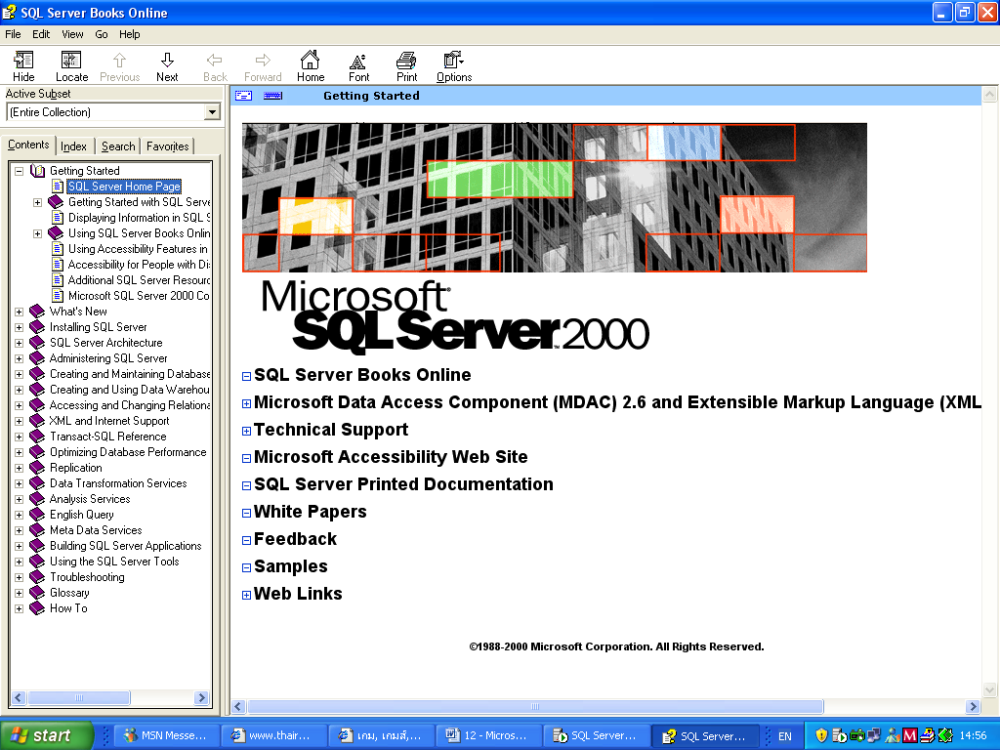 SQL Server Books Online
File Edit View Go Help
Hide Locate Previous Next Back Forward Home Font Print Options
Active Subset
(Entire Collection)
Contents Index Search Favorites
Getting Started
SQL Server Home Page
Getting Started with SQL Serve
Displaying Information in SQL S
Using SQL Server Books Onlin
Using Accessibility Features in
Accessibility for People with Di
Additional SQL Server Resourc
Microsoft SQL Server 2000 Co
What's New
Installing SQL Server
SQL Server Architecture
Administering SQL Server
Creating and Maintaining Database
Creating and Using Data Warehou
Accessing and Changing Relationa
XML and Internet Support
Transact-SQL Reference
Optimizing Database Performance
Replication
Data Transformation Services
Analysis Services
English Query
Meta Data Services
Building SQL Server Applications
Using the SQL Server Tools
Troubleshooting
Glossary
How To
Getting Started
Microsoft®
SQL Server™ 2000
SQL Server Books Online
Microsoft Data Access Component (MDAC) 2.6 and Extensible Markup Language (XML
Technical Support
Microsoft Accessibility Web Site
SQL Server Printed Documentation
White Papers
Feedback
Samples
Web Links
©1988-2000 Microsoft Corporation. All Rights Reserved.
start MSN Messe... www.thair... เกม, เกมส์,... 12 - Micros... SQL Server... SQL Server... EN 14:56